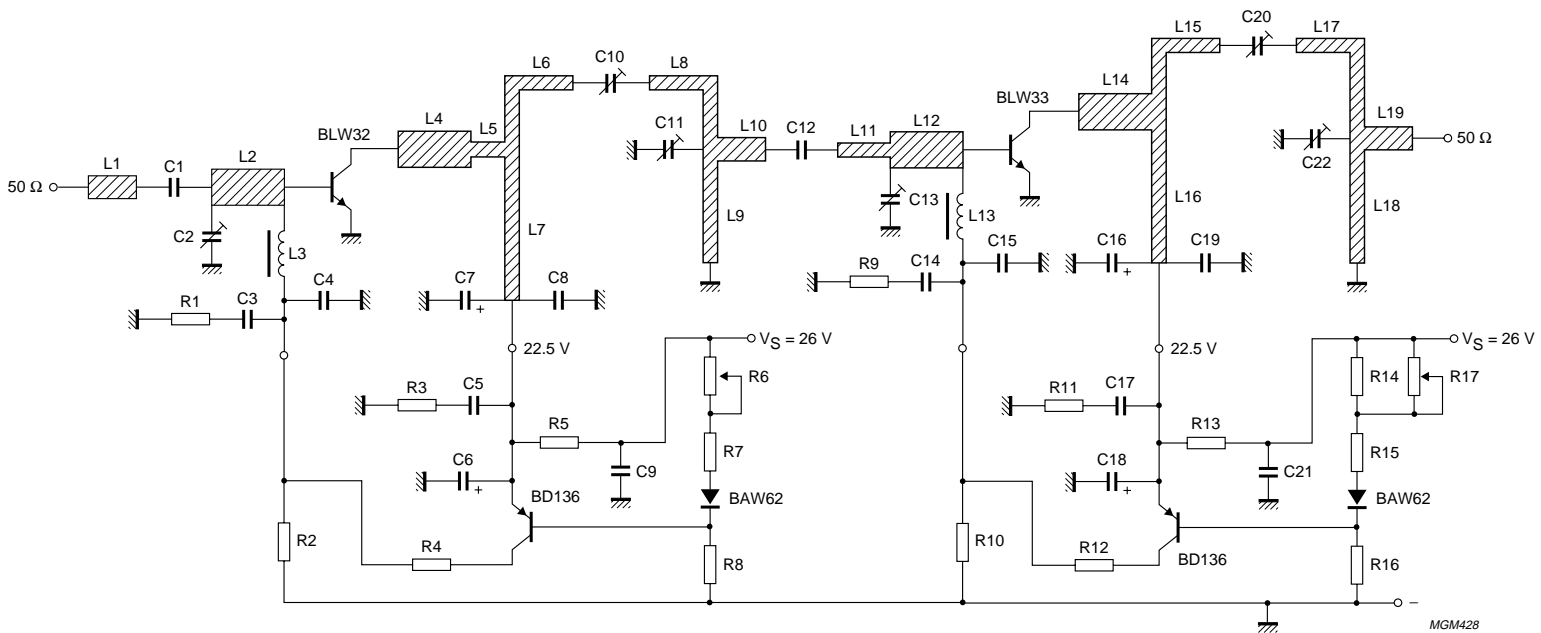 C20
L15
L17
L6
C10
L8
L14
BLW33
C11
L4
BLW32
L5
L10
C12
L11
L12
L19
50 Ω
C22
L1
C1
L2
50 Ω
C13
C2
L13
L16
L18
L9
L7
L3
C15
C16
C19
C4
C7
C8
R9
C14
+
R1
C3
+
22.5 V
VS = 26 V
22.5 V
VS = 26 V
R6
R14
R17
R3
C5
R11
C17
R5
R13
R7
R15
C6
C9
C18
C21
+
BAW62
+
BAW62
BD136
R2
R4
R8
R10
R12
BD136
R16
–
MGM428